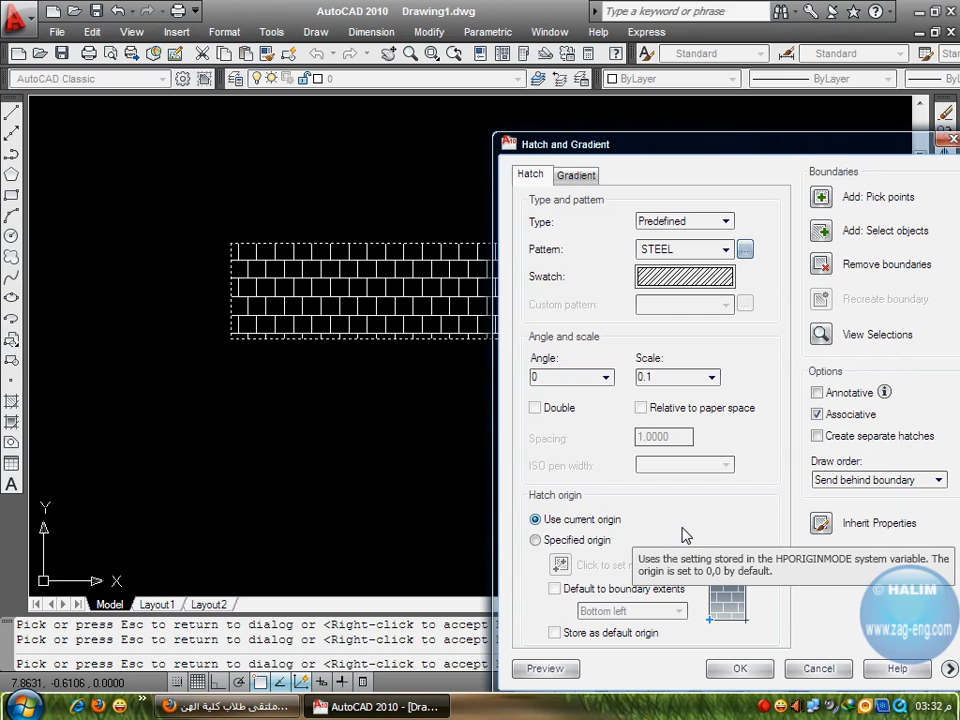 AutoCAD 2010 Drawing1.dwg
Type a keyword or phrase
File Edit View Insert Format Tools Draw Dimension Modify Parametric Window Help Express
Standard Standard
AutoCAD Classic 0 ByLayer ByLayer
Hatch and Gradient
Hatch Gradient
Type and pattern
Type: Predefined
Pattern: STEEL
Swatch:
Custom pattern:
Angle and scale
Angle: Scale:
0 0.1
Double Relative to paper space
Spacing: 1.0000
ISO pen width:
Hatch origin
Use current origin
Specified origin
Click to set
Default to boundary extents
Bottom left
Store as default origin
Preview OK Cancel Help
Boundaries
Add: Pick points
Add: Select objects
Remove boundaries
Recreate boundary
View Selections
Options
Annotative
Associative
Create separate hatches
Draw order:
Send behind boundary
Inherit Properties
Uses the setting stored in the HPORIGINMODE system variable. The
origin is set to 0,0 by default.
© HALIM
www.zag-eng.com
Y
X
Model Layout1 Layout2
Pick or press Esc to return to dialog or <Right-click to accept
Pick or press Esc to return to dialog or <Right-click to accept
Pick or press Esc to return to dialog or <Right-click to accept
7.8631, -0.6106, 0.0000
ملتقى طلاب كلية الهن...
AutoCAD 2010 - [Dra...
03:32 م